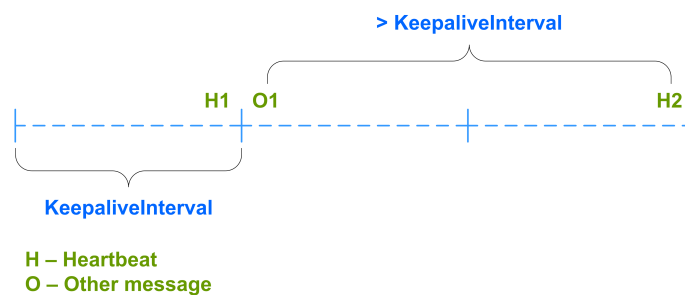 > KeepaliveInterval
H1 O1 H2
KeepaliveInterval
H – Heartbeat
O – Other message